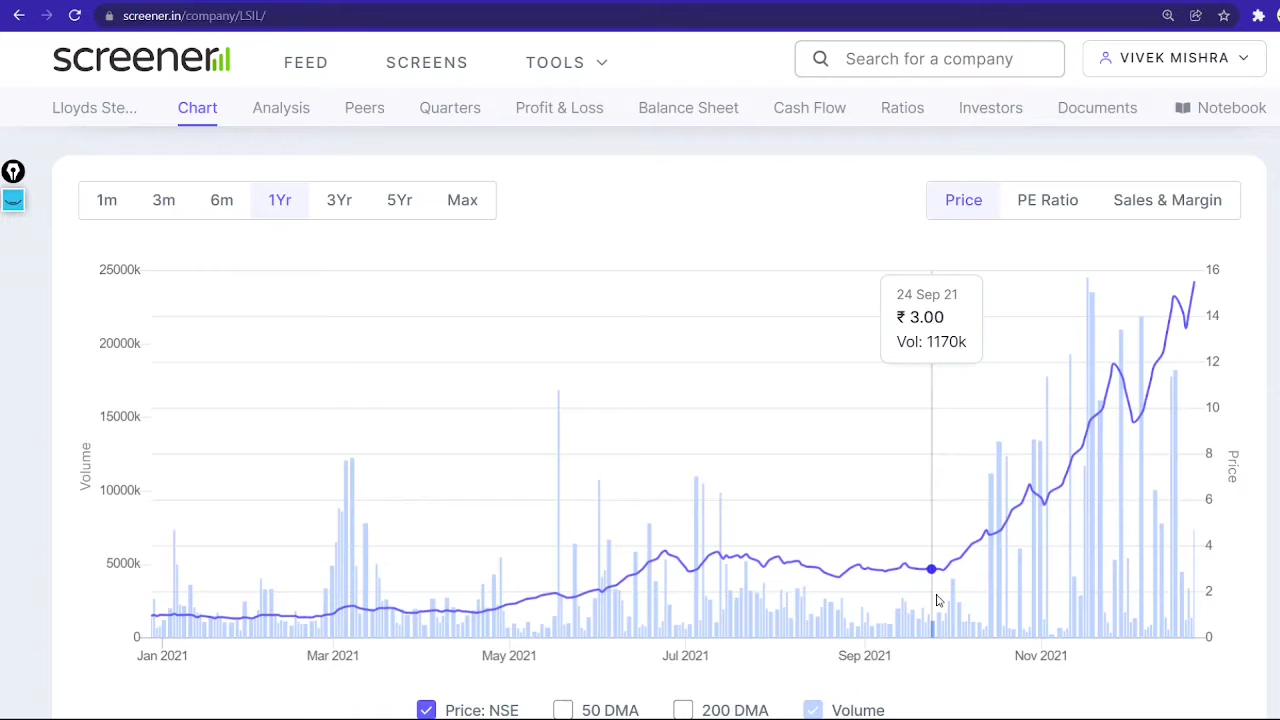 screener.in/company/LSIL/
screener
FEED
SCREENS
TOOLS
Search for a company
VIVEK MISHRA
Lloyds Ste...
Chart
Analysis
Peers
Quarters
Profit & Loss
Balance Sheet
Cash Flow
Ratios
Investors
Documents
Notebook
1m 3m 6m 1Yr 3Yr 5Yr Max
Price PE Ratio Sales & Margin
25000k
20000k
15000k
10000k
5000k
0
Volume
24 Sep 21
₹ 3.00
Vol: 1170k
16
14
12
10
8
6
4
2
0
Price
Jan 2021 Mar 2021 May 2021 Jul 2021 Sep 2021 Nov 2021
Price: NSE 50 DMA 200 DMA Volume